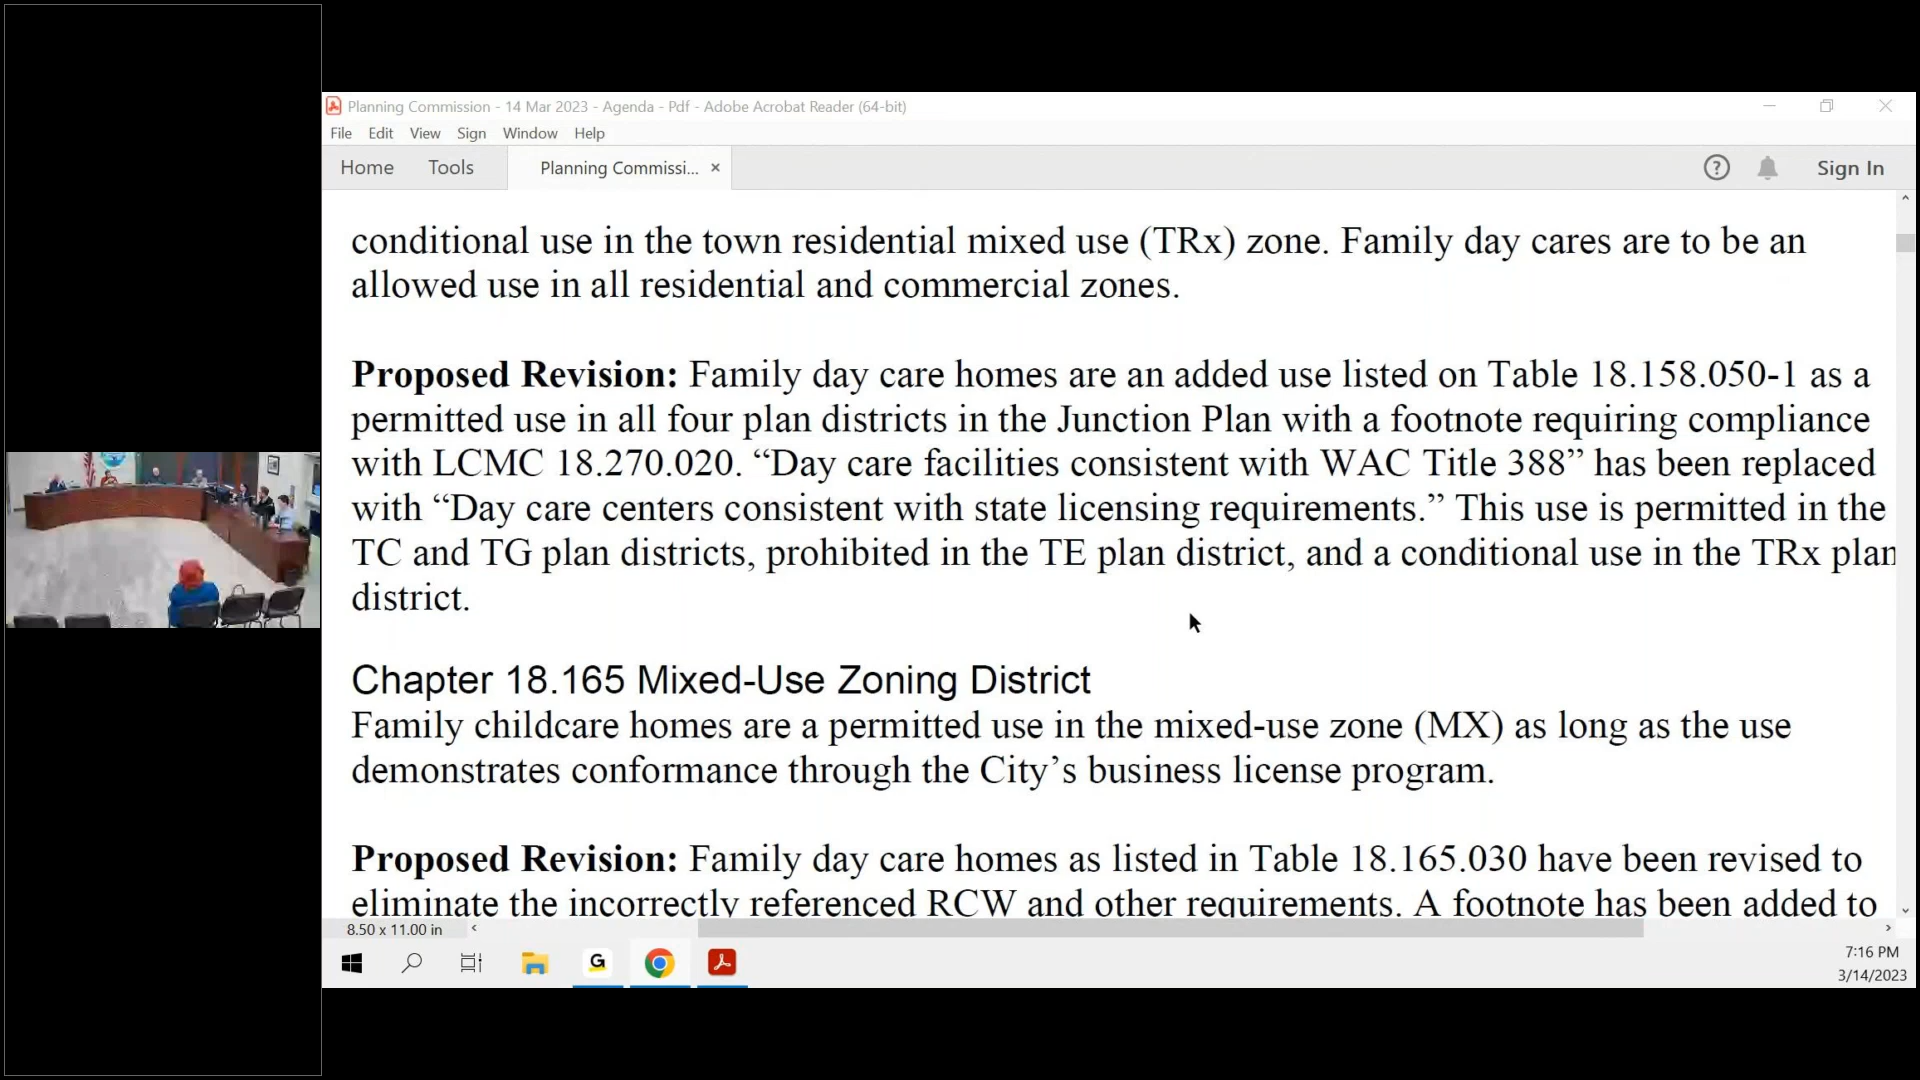 Planning Commission - 14 Mar 2023 - Agenda - Pdf - Adobe Acrobat Reader (64-bit)
File Edit View Sign Window Help
Home Tools Planning Commissi... × Sign In
conditional use in the town residential mixed use (TRx) zone. Family day cares are to be an
allowed use in all residential and commercial zones.
Proposed Revision: Family day care homes are an added use listed on Table 18.158.050-1 as a
permitted use in all four plan districts in the Junction Plan with a footnote requiring compliance
with LCMC 18.270.020. “Day care facilities consistent with WAC Title 388” has been replaced
with “Day care centers consistent with state licensing requirements.” This use is permitted in the
TC and TG plan districts, prohibited in the TE plan district, and a conditional use in the TRx plan
district.
Chapter 18.165 Mixed-Use Zoning District
Family childcare homes are a permitted use in the mixed-use zone (MX) as long as the use
demonstrates conformance through the City’s business license program.
Proposed Revision: Family day care homes as listed in Table 18.165.030 have been revised to
eliminate the incorrectly referenced RCW and other requirements. A footnote has been added to
8.50 x 11.00 in
G
7:16 PM
3/14/2023